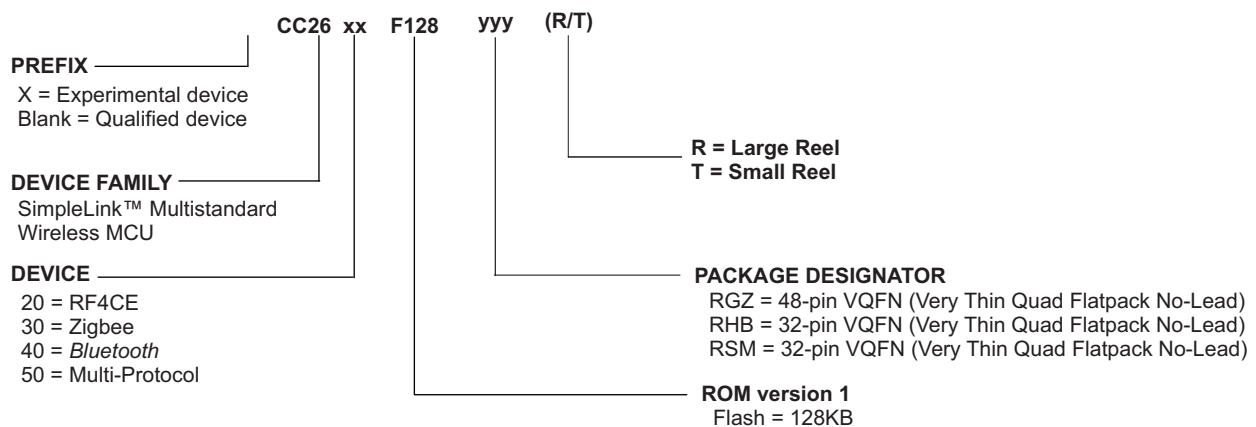 CC26 xx F128 yyy (R/T)
PREFIX
X = Experimental device
Blank = Qualified device
DEVICE FAMILY
SimpleLink™ Multistandard
Wireless MCU
DEVICE
20 = RF4CE
30 = Zigbee
40 = Bluetooth
50 = Multi-Protocol
R = Large Reel
T = Small Reel
PACKAGE DESIGNATOR
RGZ = 48-pin VQFN (Very Thin Quad Flatpack No-Lead)
RHB = 32-pin VQFN (Very Thin Quad Flatpack No-Lead)
RSM = 32-pin VQFN (Very Thin Quad Flatpack No-Lead)
ROM version 1
Flash = 128KB